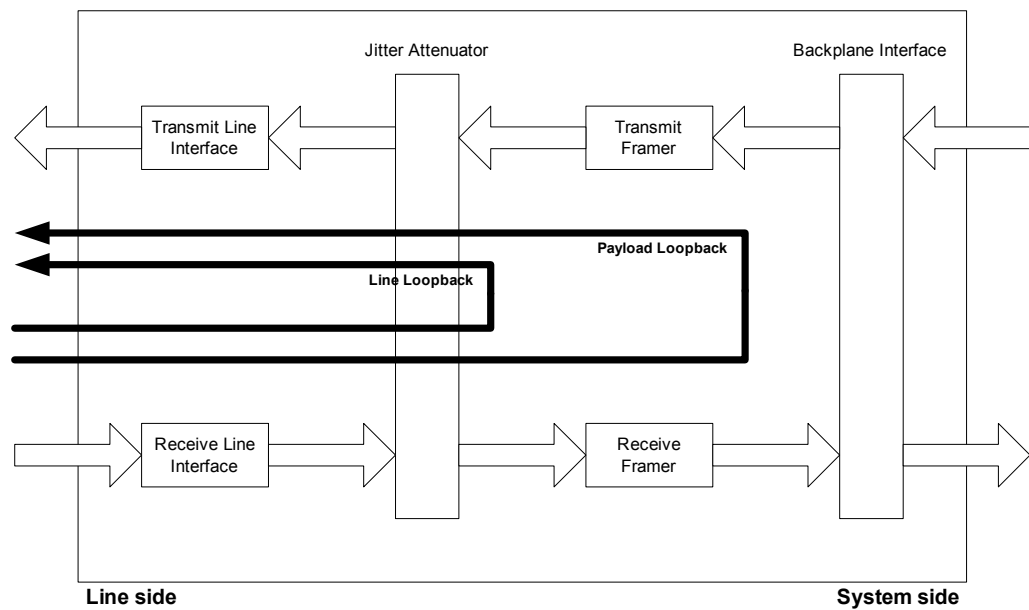 Jitter Attenuator
Backplane Interface
Transmit Line
Interface
Transmit
Framer
Payload Loopback
Line Loopback
Receive Line
Interface
Receive
Framer
Line side
System side